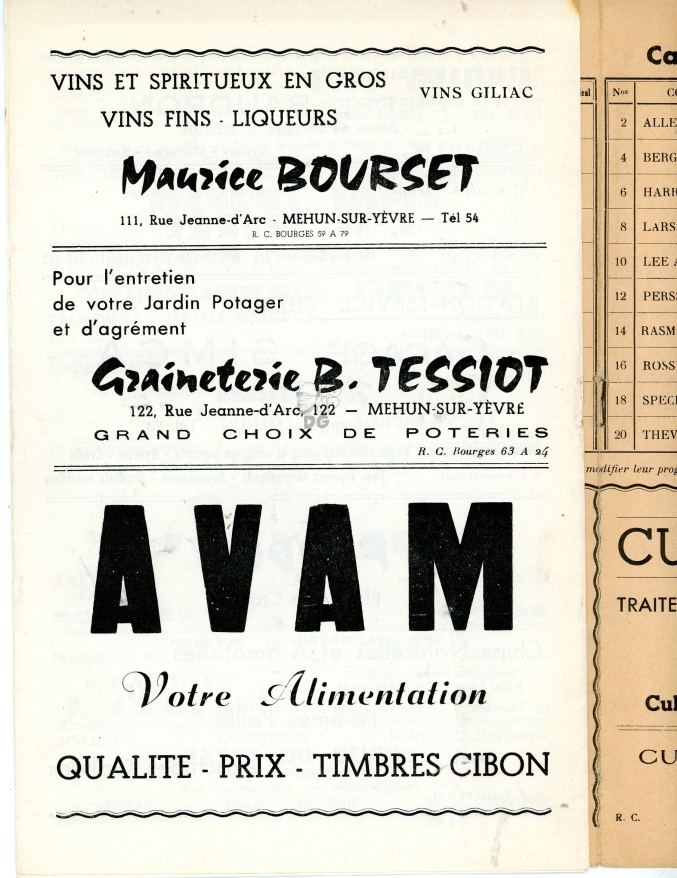 VINS ET SPIRITUEUX EN GROS
VINS GILIAC
VINS FINS - LIQUEURS
Maurice BOURSET
111, Rue Jeanne-d'Arc - MEHUN-SUR-YÈVRE — Tél 54
R. C. BOURGES 59 A 79
Pour l'entretien
de votre Jardin Potager
et d'agrément
Graineterie B. TESSIOT
122, Rue Jeanne-d'Arc, 122 — MEHUN-SUR-YÈVRE
PG
GRAND CHOIX DE POTERIES
R. C. Bourges 63 A 24
AVAM
Votre Alimentation
QUALITE - PRIX - TIMBRES CIBON
Ca
Nos CO
2 ALLE
4 BERG
6 HARR
8 LARS
10 LEE A
12 PERSS
14 RASM
16 ROSS
18 SPEC
20 THEV
modifier leur prog
CU
TRAITE
Cul
CU
R. C.